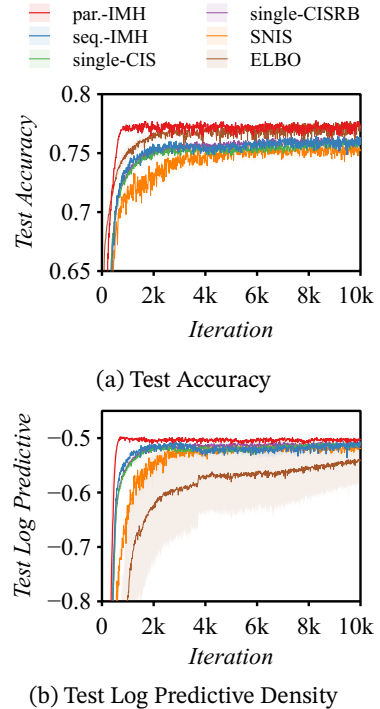 par.-IMH single-CISRB
seq.-IMH SNIS
single-CIS ELBO
0.8
0.75
0.7
0.65
Test Accuracy
0 2k 4k 6k 8k 10k
Iteration
(a) Test Accuracy
−0.5
−0.6
−0.7
−0.8
Test Log Predictive
0 2k 4k 6k 8k 10k
Iteration
(b) Test Log Predictive Density